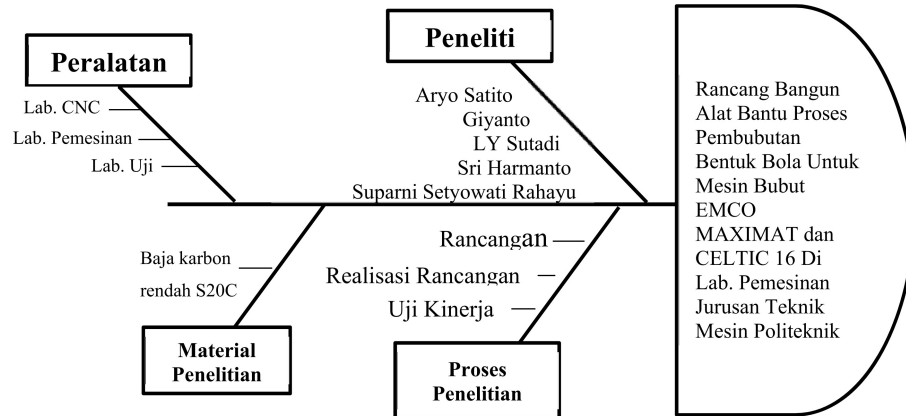 Peralatan
Lab. CNC
Lab. Pemesinan
Lab. Uji
Peneliti
Aryo Satito
Giyanto
LY Sutadi
Sri Harmanto
Suparni Setyowati Rahayu
Baja karbon
rendah S20C
Material
Penelitian
Rancangan
Realisasi Rancangan
Uji Kinerja
Proses
Penelitian
Rancang Bangun
Alat Bantu Proses
Pembubutan
Bentuk Bola Untuk
Mesin Bubut
EMCO
MAXIMAT dan
CELTIC 16 Di
Lab. Pemesinan
Jurusan Teknik
Mesin Politeknik